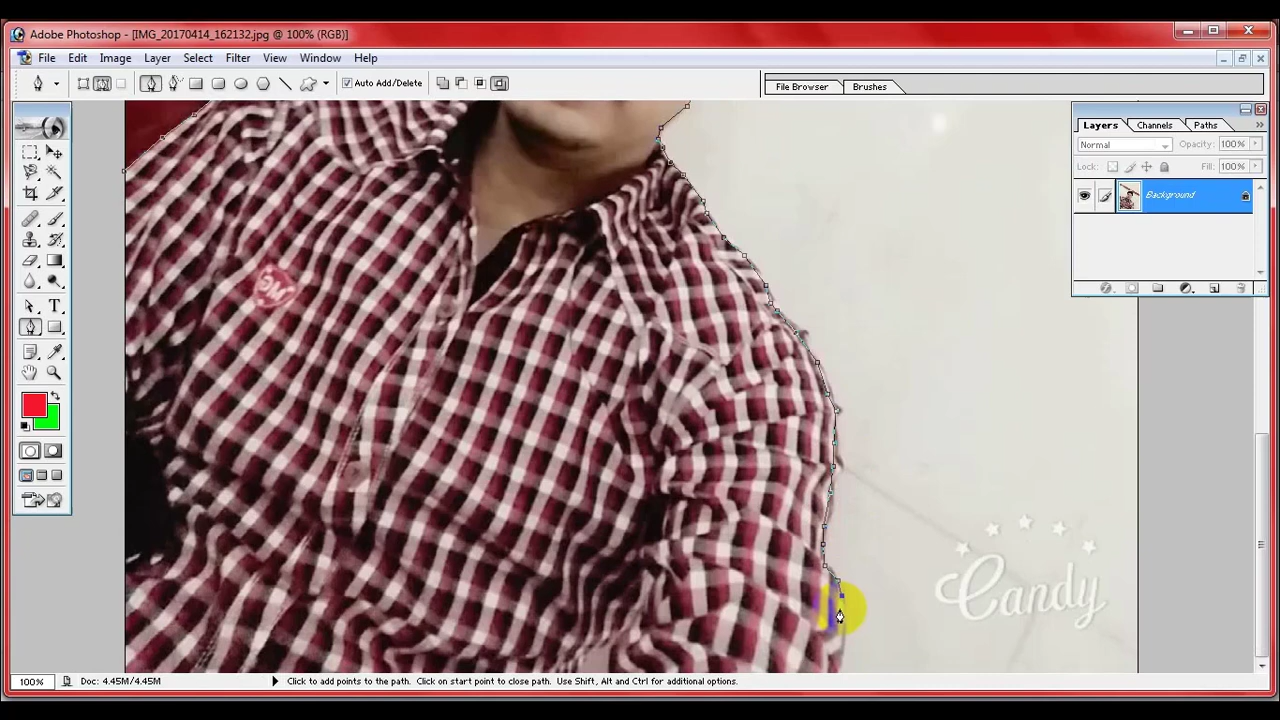 Adobe Photoshop - [IMG_20170414_162132.jpg @ 100% (RGB)]
File Edit Image Layer Select Filter View Window Help
Auto Add/Delete
File Browser Brushes
Layers Channels Paths
Normal Opacity: 100%
Lock: Fill: 100%
Background
T
Candy
100% Doc: 4.45M/4.45M Click to add points to the path. Click on start point to close path. Use Shift, Alt and Ctrl for additional options.